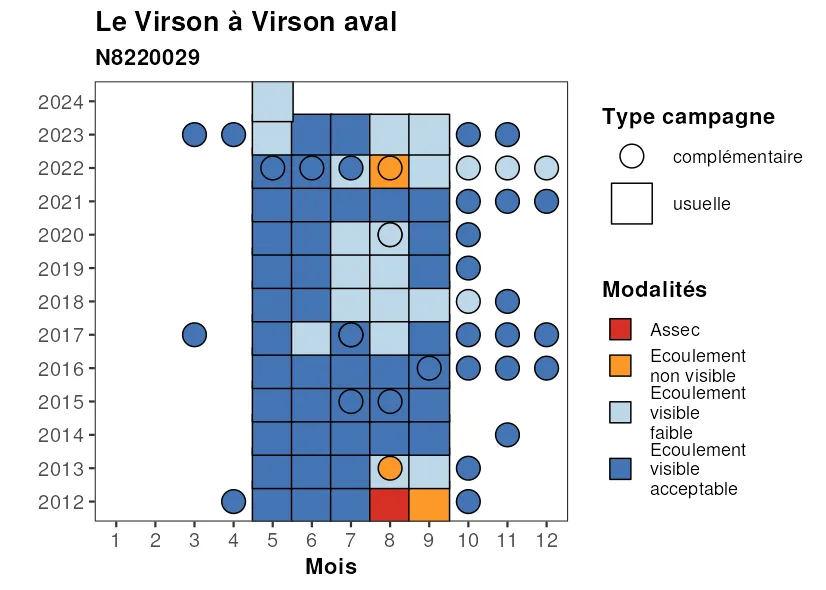 Le Virson à Virson aval
N8220029
2024
2023
2022
2021
2020
2019
2018
2017
2016
2015
2014
2013
2012
1 2 3 4 5 6 7 8 9 10 11 12
Mois
Type campagne
complémentaire
usuelle
Modalités
Assec
Ecoulement
non visible
Ecoulement
visible
faible
Ecoulement
visible
acceptable